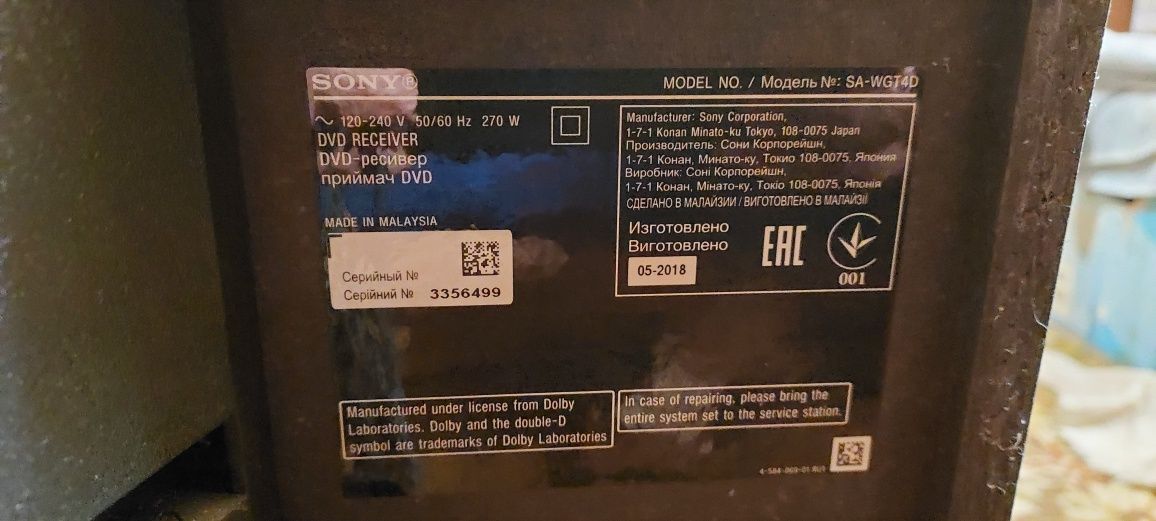 SONY®
MODEL NO. / Модель №: SA-WGT4D
~ 120-240 V 50/60 Hz 270 W
DVD RECEIVER
DVD-ресивер
приймач DVD
MADE IN MALAYSIA
Серийный №
Серійний № 3356499
Manufacturer: Sony Corporation,
1-7-1 Konan Minato-ku Tokyo, 108-0075 Japan
Производитель: Сони Корпорейшн,
1-7-1 Конан, Минато-ку, Токио 108-0075, Япония
Виробник: Соні Корпорейшн,
1-7-1 Конан, Мінато-ку, Токіо 108-0075, Японія
СДЕЛАНО В МАЛАЙЗИИ / ВИГОТОВЛЕНО В МАЛАЙЗІЇ
Изготовлено
Виготовлено
05-2018
EAC
001
Manufactured under license from Dolby
Laboratories. Dolby and the double-D
symbol are trademarks of Dolby Laboratories
In case of repairing, please bring the
entire system set to the service station.
4-584-069-01 RU1